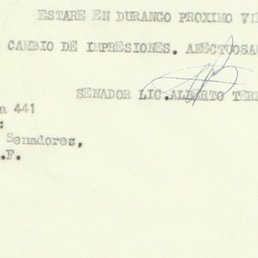 ESTARE EN DURANGO PROXIMO
CAMBIO DE IMPRESIONES.
SENADOR LIC.ALBERTO
441
:
Senadores,
.F.